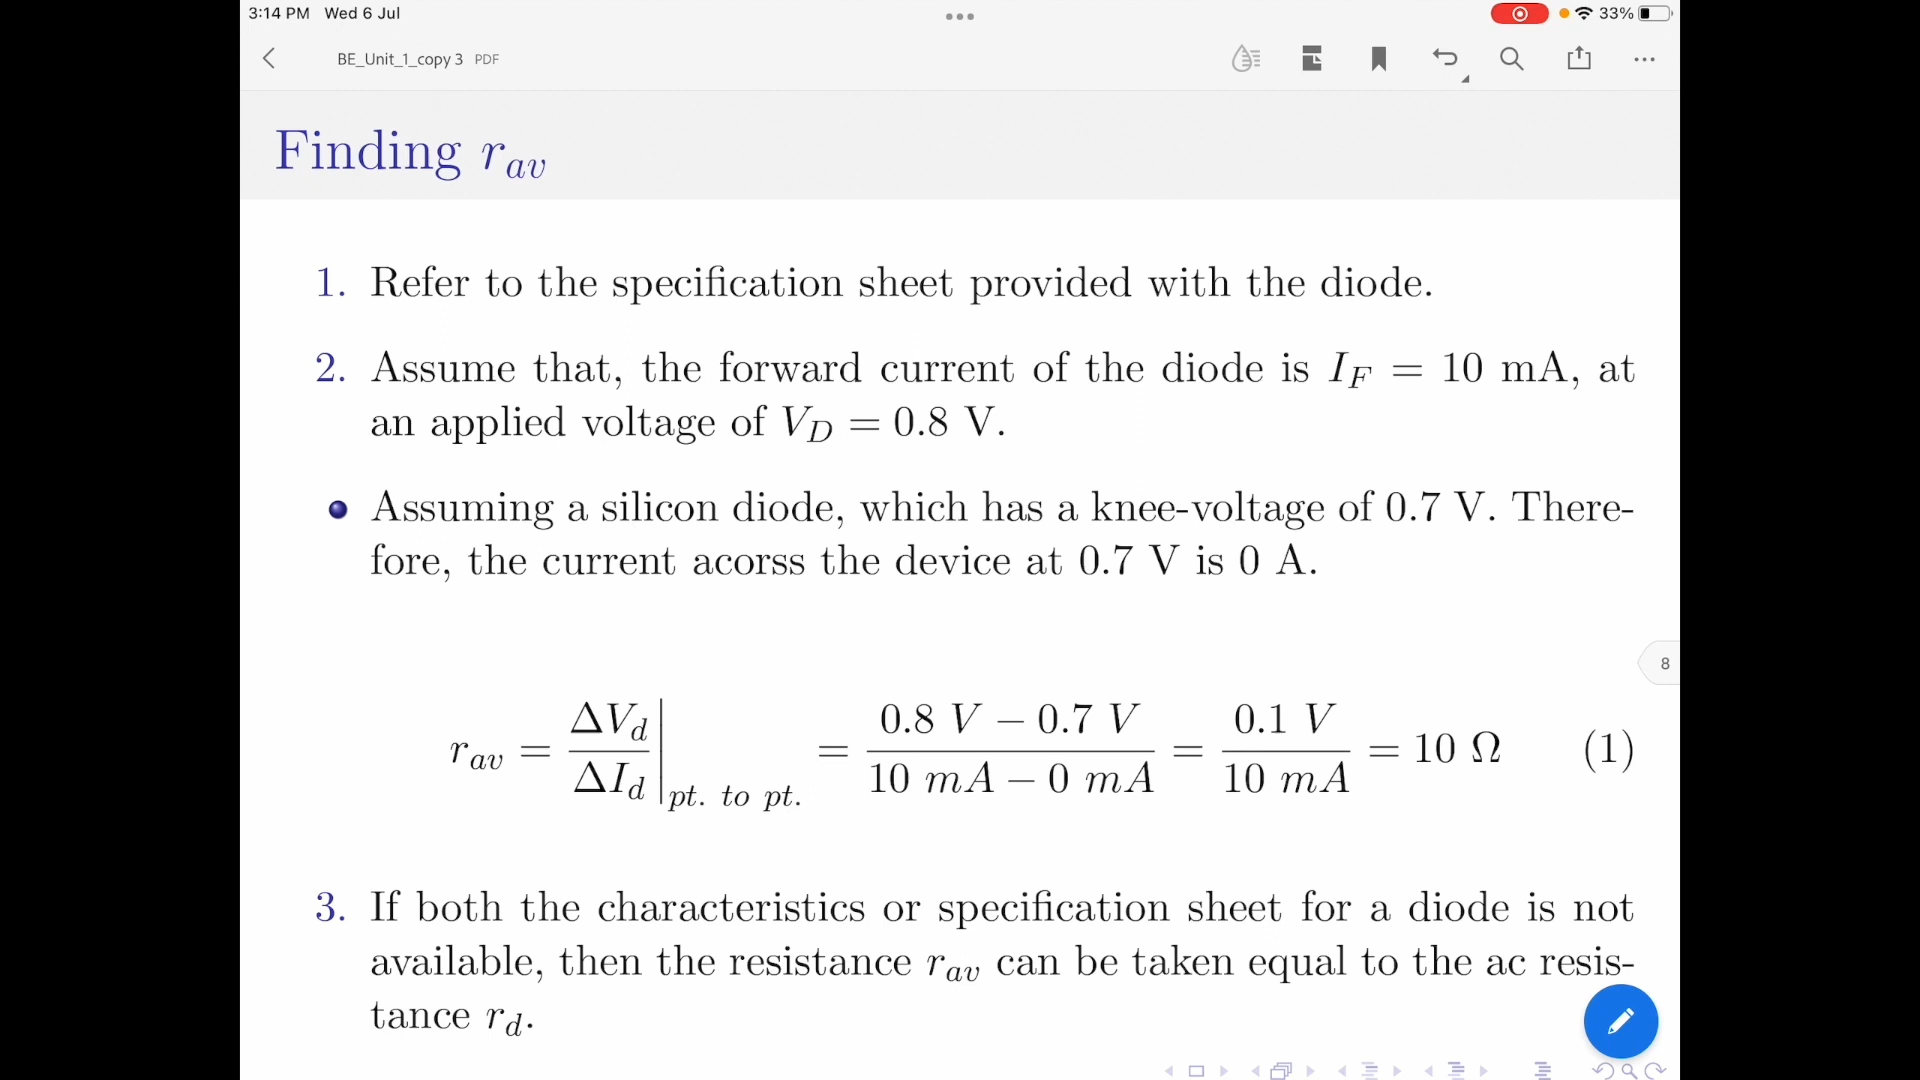 3:14 PM Wed 6 Jul
33%
BE_Unit_1_copy 3 PDF
Finding r_av
1. Refer to the specification sheet provided with the diode.
2. Assume that, the forward current of the diode is I_F = 10 mA, at
an applied voltage of V_D = 0.8 V.
Assuming a silicon diode, which has a knee-voltage of 0.7 V. There-
fore, the current acorss the device at 0.7 V is 0 A.
8
r_av = ΔV_d / ΔI_d |_pt. to pt. = (0.8 V − 0.7 V) / (10 mA − 0 mA) = 0.1 V / 10 mA = 10 Ω (1)
3. If both the characteristics or specification sheet for a diode is not
available, then the resistance r_av can be taken equal to the ac resis-
tance r_d.